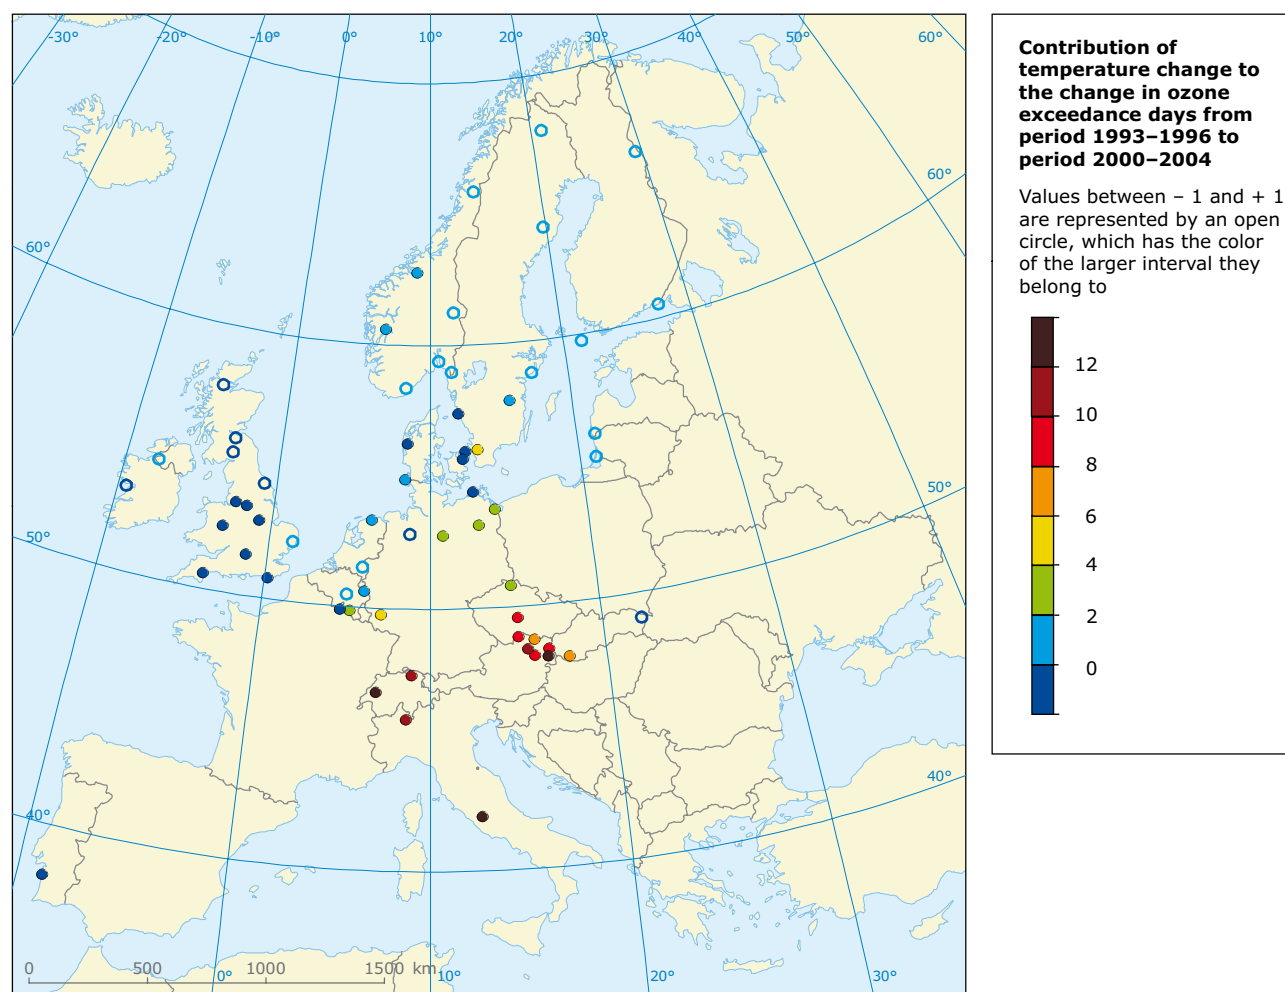 -30°
-20°
-10°
0°
10°
20°
30°
40°
50°
60°
60°
60°
50°
50°
40°
40°
0 500 1000 1500 km
0°
10°
20°
30°
Contribution of
temperature change to
the change in ozone
exceedance days from
period 1993–1996 to
period 2000–2004
Values between – 1 and + 1
are represented by an open
circle, which has the color
of the larger interval they
belong to
12
10
8
6
4
2
0